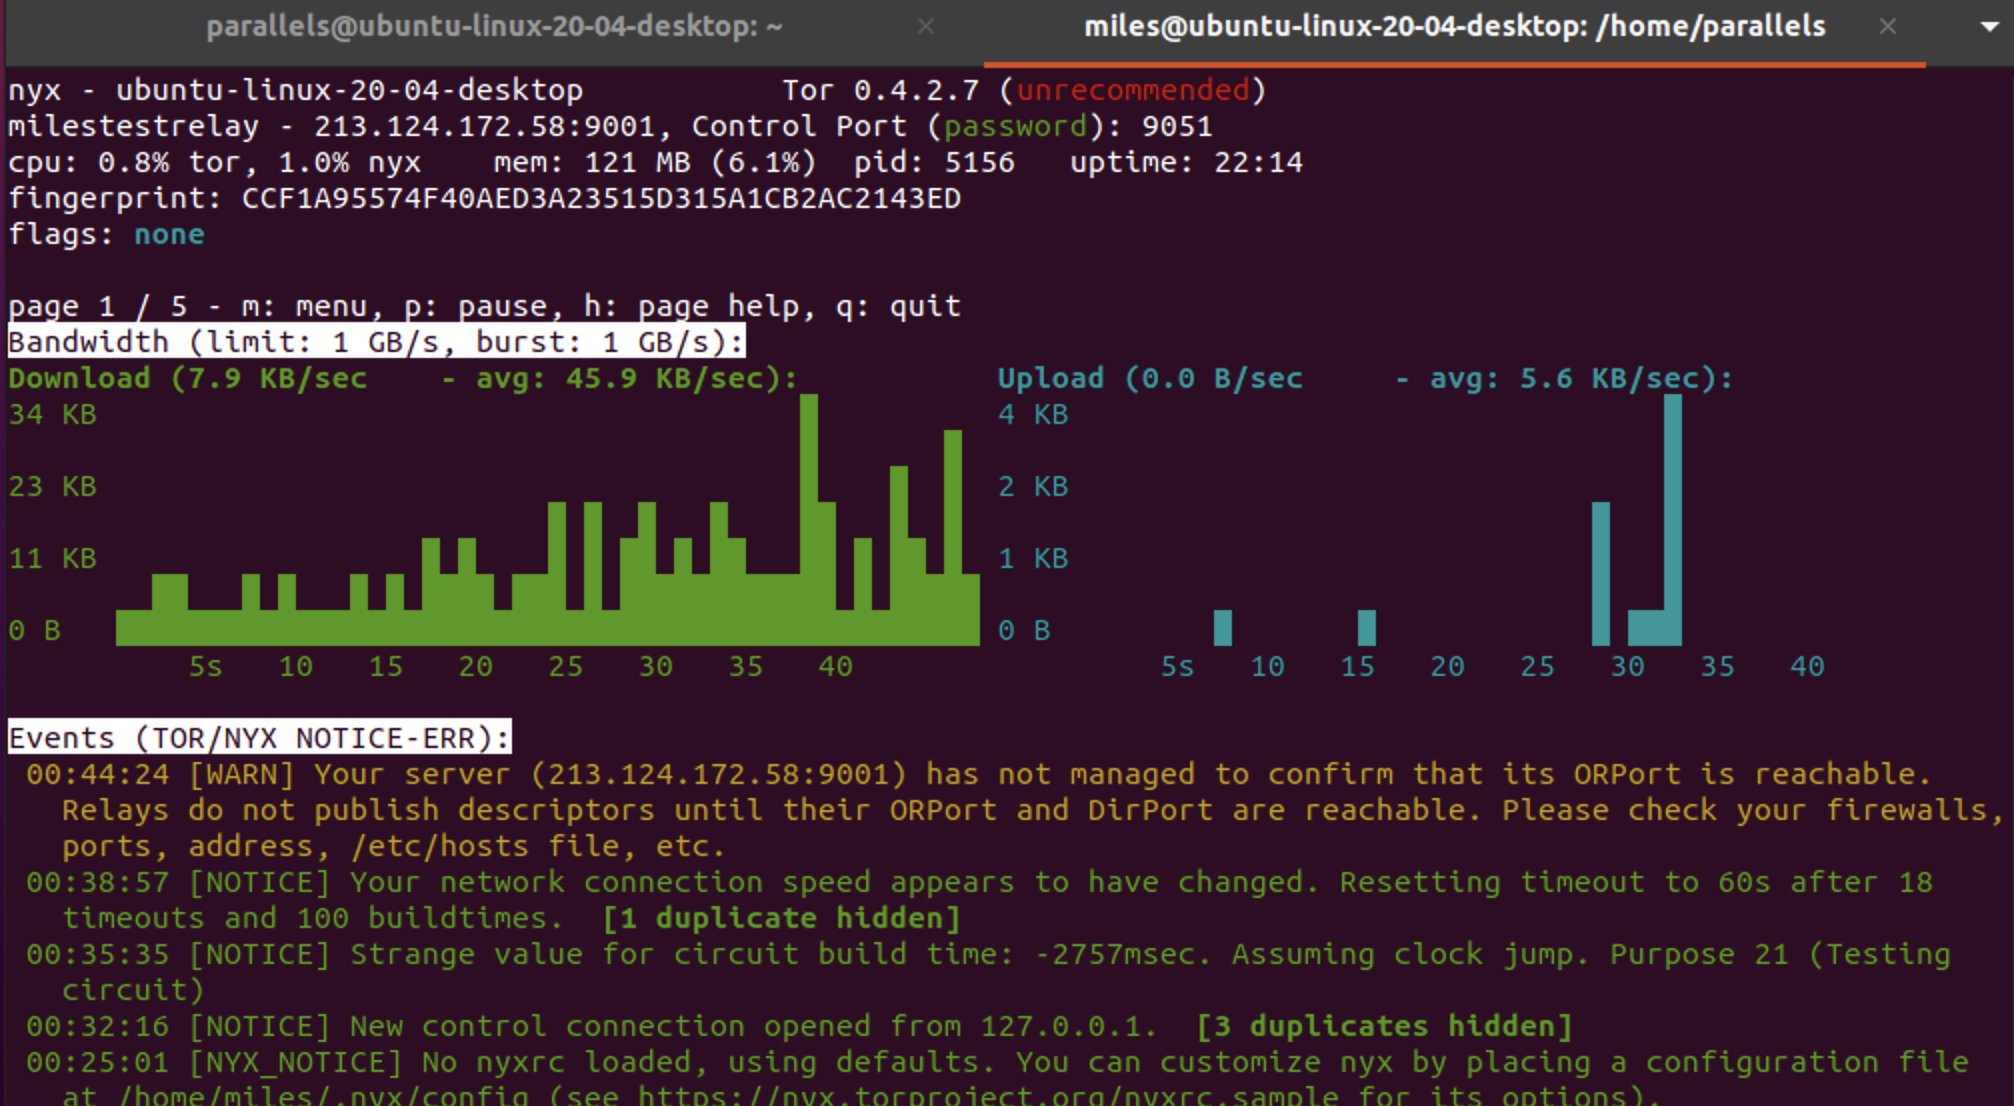 parallels@ubuntu-linux-20-04-desktop: ~ × miles@ubuntu-linux-20-04-desktop: /home/parallels ×
nyx - ubuntu-linux-20-04-desktop Tor 0.4.2.7 (unrecommended)
milestestrelay - 213.124.172.58:9001, Control Port (password): 9051
cpu: 0.8% tor, 1.0% nyx mem: 121 MB (6.1%) pid: 5156 uptime: 22:14
fingerprint: CCF1A95574F40AED3A23515D315A1CB2AC2143ED
flags: none
page 1 / 5 - m: menu, p: pause, h: page help, q: quit
Bandwidth (limit: 1 GB/s, burst: 1 GB/s):
Download (7.9 KB/sec - avg: 45.9 KB/sec): Upload (0.0 B/sec - avg: 5.6 KB/sec):
34 KB 4 KB
23 KB 2 KB
11 KB 1 KB
0 B 0 B
5s 10 15 20 25 30 35 40 5s 10 15 20 25 30 35 40
Events (TOR/NYX NOTICE-ERR):
00:44:24 [WARN] Your server (213.124.172.58:9001) has not managed to confirm that its ORPort is reachable.
Relays do not publish descriptors until their ORPort and DirPort are reachable. Please check your firewalls,
ports, address, /etc/hosts file, etc.
00:38:57 [NOTICE] Your network connection speed appears to have changed. Resetting timeout to 60s after 18
timeouts and 100 buildtimes. [1 duplicate hidden]
00:35:35 [NOTICE] Strange value for circuit build time: -2757msec. Assuming clock jump. Purpose 21 (Testing
circuit)
00:32:16 [NOTICE] New control connection opened from 127.0.0.1. [3 duplicates hidden]
00:25:01 [NYX_NOTICE] No nyxrc loaded, using defaults. You can customize nyx by placing a configuration file
at /home/miles/.nyx/config (see https://nyx.torproject.org/nyxrc.sample for its options).